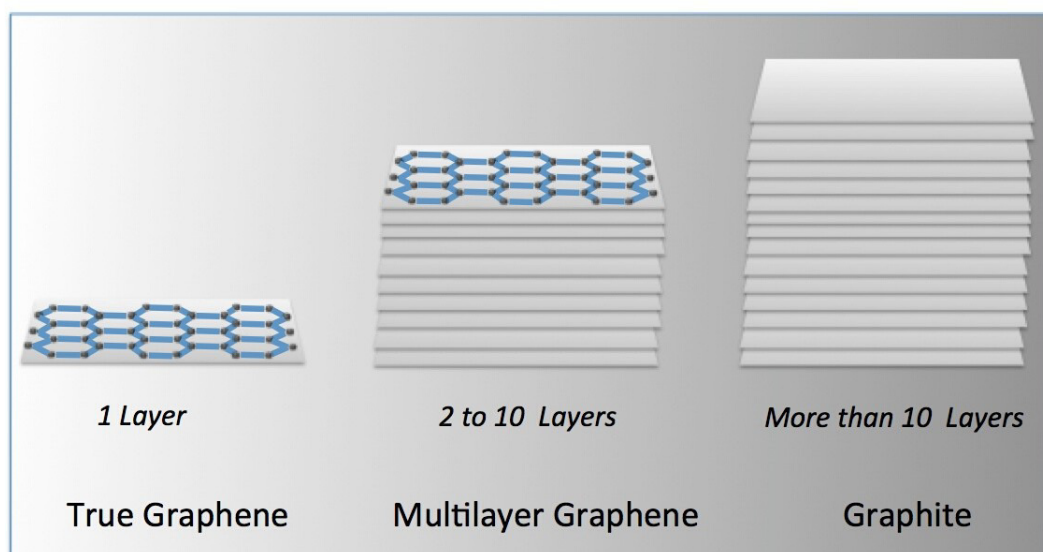 1 Layer
2 to 10 Layers
More than 10 Layers
True Graphene
Multilayer Graphene
Graphite